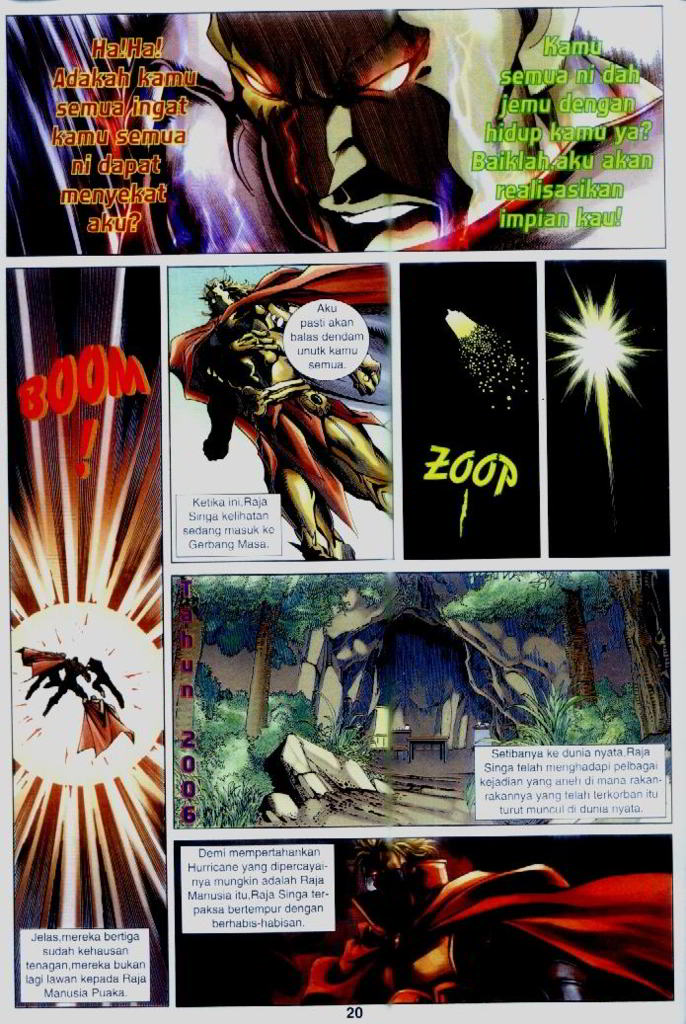 Ha!Ha!
Adakah kamu
semua ingat
kamu semua
ni dapat
menyekat
aku?
Kamu
semua ni dah
jemu dengan
hidup kamu ya?
Baiklah,aku akan
realisasikan
impian kau!
BOOM
!
Jelas,mereka bertiga
sudah kehausan
tenagan,mereka bukan
lagi lawan kepada Raja
Manusia Puaka.
Aku
pasti akan
balas dendam
unutk kamu
semua.
Ketika ini,Raja
Singa kelihatan
sedang masuk ke
Gerbang Masa.
ZOOP
!
Tahun 2006
Setibanya ke dunia nyata,Raja
Singa telah menghadapi pelbagai
kejadian yang aneh di mana rakan-
rakannya yang telah terkorban itu
turut muncul di dunia nyata.
Demi mempertahankan
Hurricane yang dipercayai-
nya mungkin adalah Raja
Manusia itu,Raja Singa ter-
paksa bertempur dengan
berhabis-habisan.
20